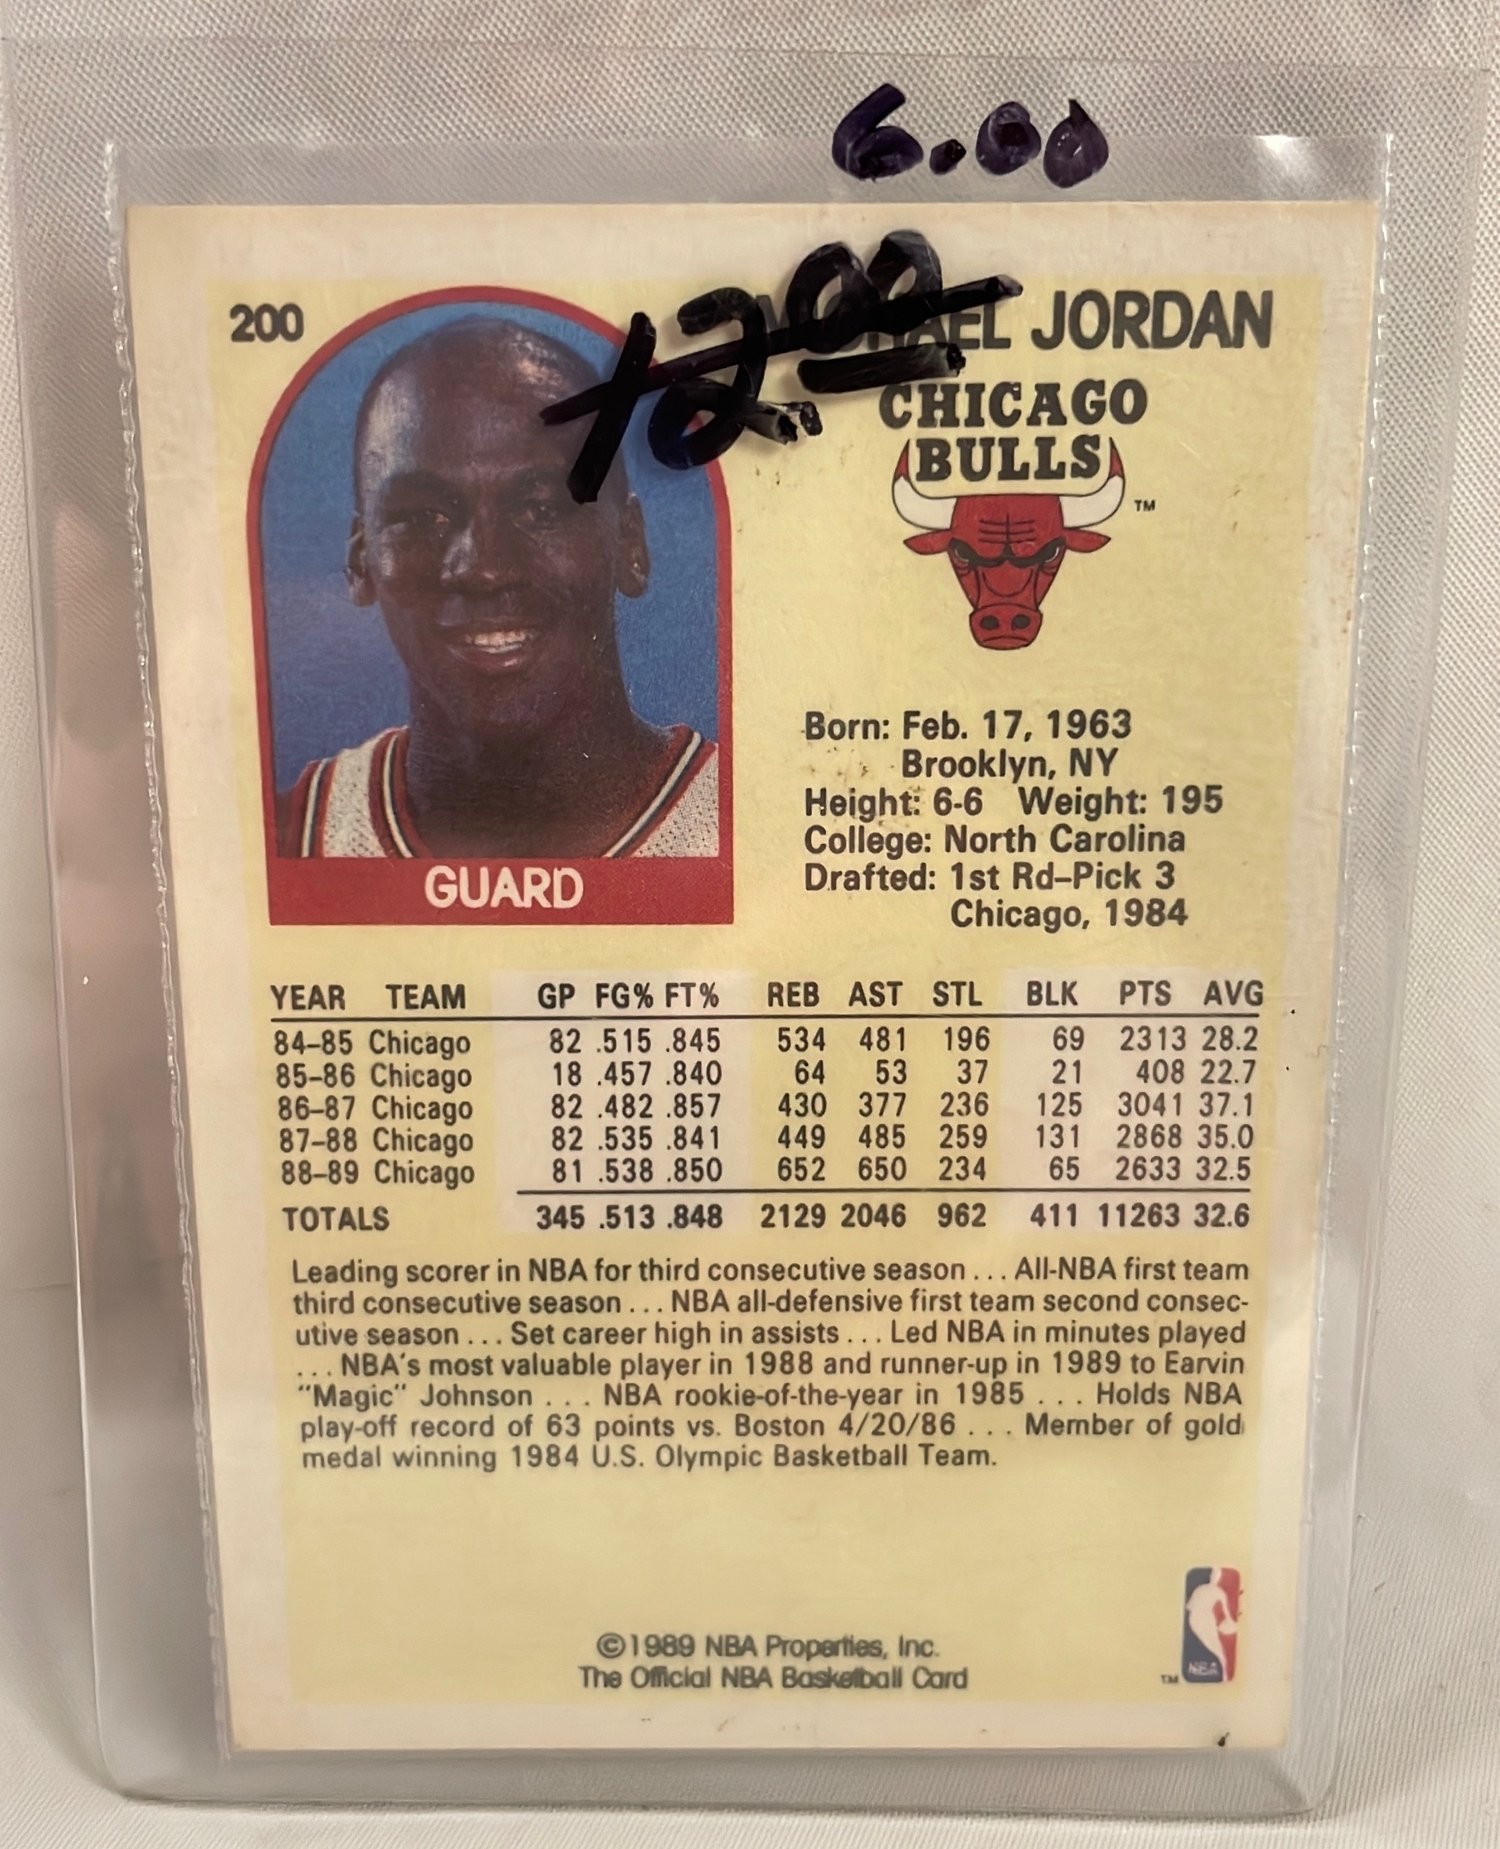 6.00
12.00
200
MICHAEL JORDAN
CHICAGO
BULLS
TM
Born: Feb. 17, 1963
Brooklyn, NY
Height: 6-6 Weight: 195
College: North Carolina
Drafted: 1st Rd–Pick 3
Chicago, 1984
GUARD
YEAR TEAM GP FG% FT% REB AST STL BLK PTS AVG
84–85 Chicago 82 .515 .845 534 481 196 69 2313 28.2
85–86 Chicago 18 .457 .840 64 53 37 21 408 22.7
86–87 Chicago 82 .482 .857 430 377 236 125 3041 37.1
87–88 Chicago 82 .535 .841 449 485 259 131 2868 35.0
88–89 Chicago 81 .538 .850 652 650 234 65 2633 32.5
TOTALS 345 .513 .848 2129 2046 962 411 11263 32.6
Leading scorer in NBA for third consecutive season . . . All-NBA first team
third consecutive season . . . NBA all-defensive first team second consec-
utive season . . . Set career high in assists . . . Led NBA in minutes played
. . . NBA's most valuable player in 1988 and runner-up in 1989 to Earvin
"Magic" Johnson . . . NBA rookie-of-the-year in 1985 . . . Holds NBA
play-off record of 63 points vs. Boston 4/20/86 . . . Member of gold
medal winning 1984 U.S. Olympic Basketball Team.
©1989 NBA Properties, Inc.
The Official NBA Basketball Card
TM NBA